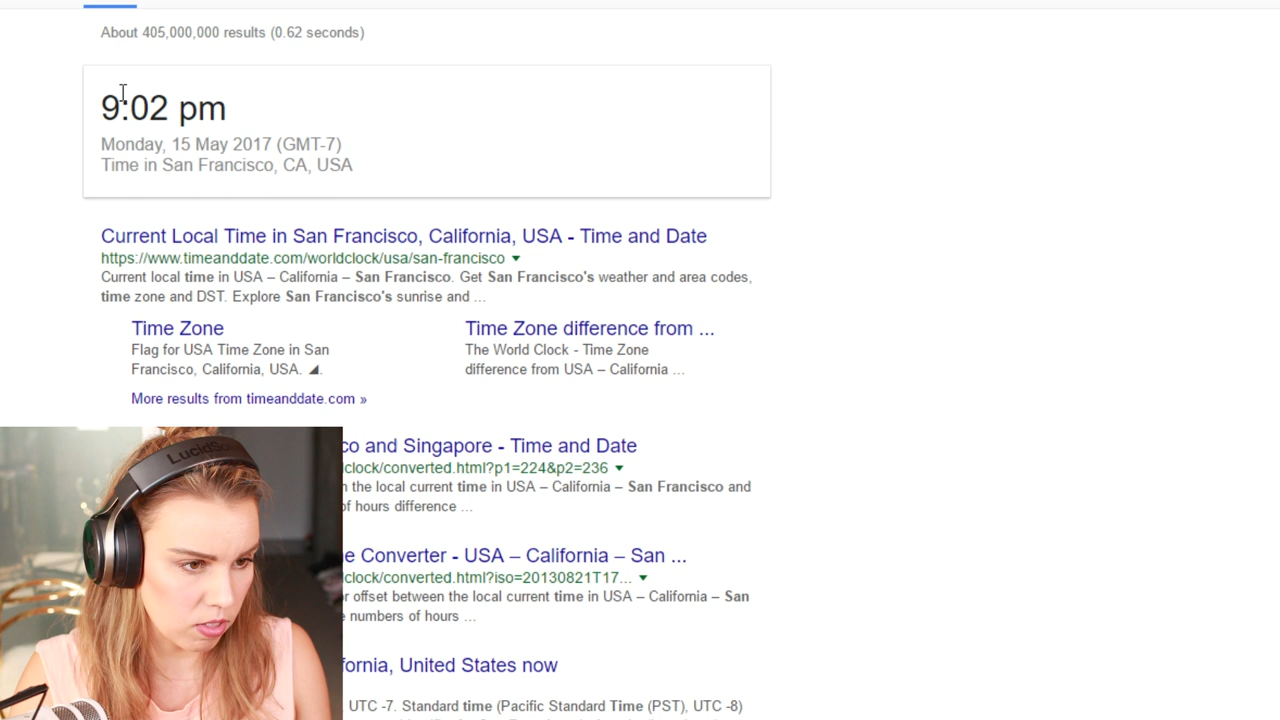 About 405,000,000 results (0.62 seconds)
9:02 pm
Monday, 15 May 2017 (GMT-7)
Time in San Francisco, CA, USA
Current Local Time in San Francisco, California, USA - Time and Date
https://www.timeanddate.com/worldclock/usa/san-francisco
Current local time in USA – California – San Francisco. Get San Francisco's weather and area codes,
time zone and DST. Explore San Francisco's sunrise and ...
Time Zone
Flag for USA Time Zone in San
Francisco, California, USA.
Time Zone difference from ...
The World Clock - Time Zone
difference from USA – California ...
More results from timeanddate.com »
co and Singapore - Time and Date
clock/converted.html?p1=224&p2=236
the local current time in USA – California – San Francisco and
of hours difference ...
e Converter - USA – California – San ...
clock/converted.html?iso=20130821T17...
r offset between the local current time in USA – California – San
numbers of hours ...
fornia, United States now
UTC -7. Standard time (Pacific Standard Time (PST), UTC -8)